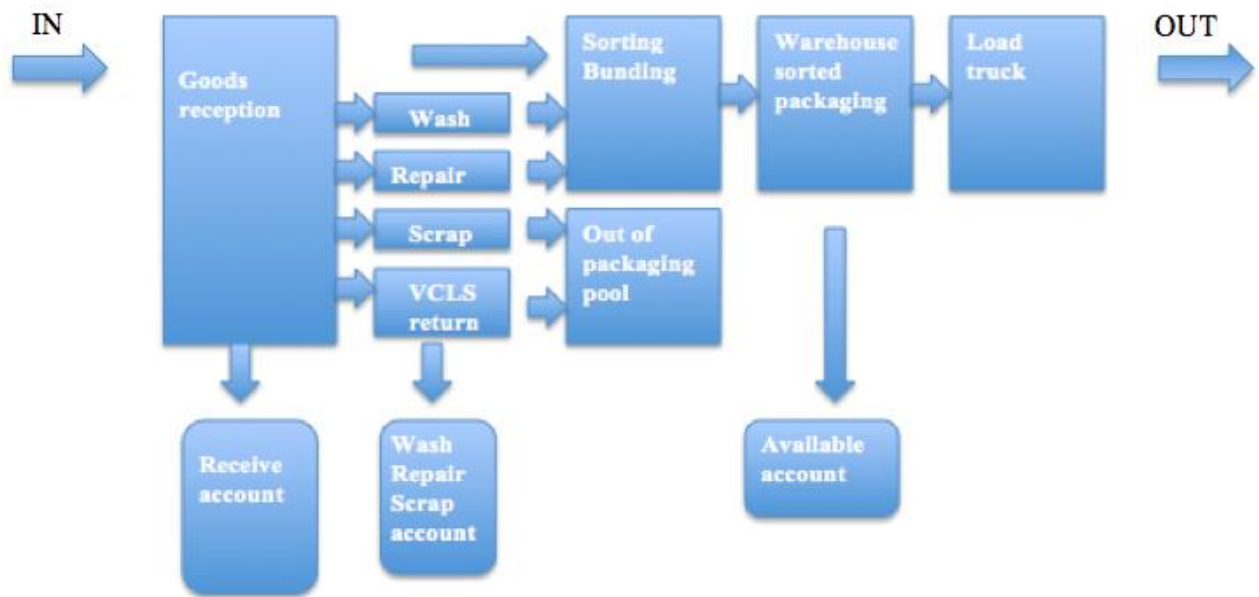 IN
Goods
reception
Wash
Repair
Scrap
VCLS
return
Sorting
Bunding
Out of
packaging
pool
Warehouse
sorted
packaging
Load
truck
OUT
Receive
account
Wash
Repair
Scrap
account
Available
account